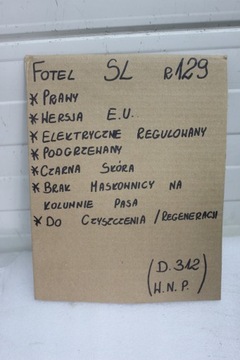 FOTEL SL R129
* PRAWY
* WERSJA E.U.
* ELEKTRYCZNE REGULOWANY
* PODGRZEWANY
* CZARNA SKÓRA
* BRAK MASKOWNICY NA
KOLUMNIE PASA
* DO CZYSZCZENIA / REGENERACJI
(D. 312)
(W.N.P.)